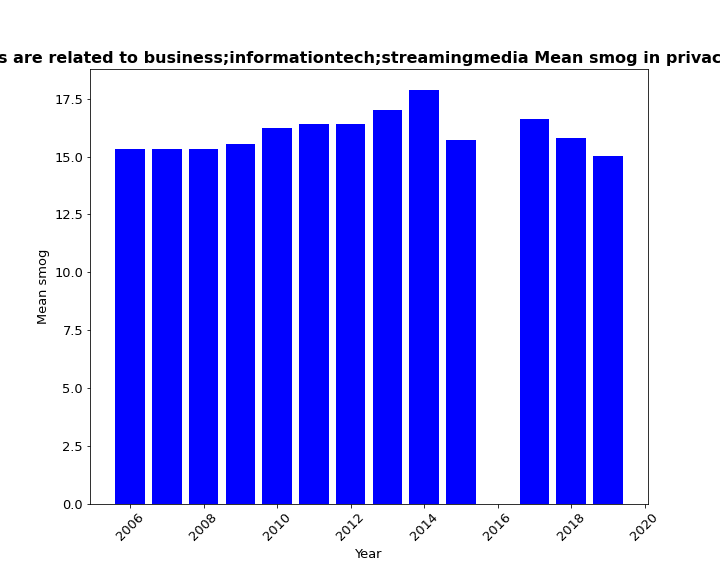 s are related to business;informationtech;streamingmedia Mean smog in privac
17.5
15.0
12.5
10.0
7.5
5.0
2.5
0.0
Mean smog
2006 2008 2010 2012 2014 2016 2018 2020
Year